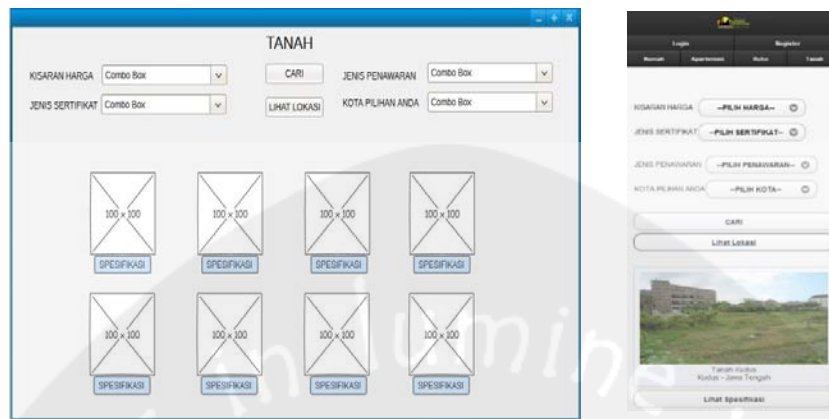 TANAH
KISARAN HARGA Combo Box CARI JENIS PENAWARAN Combo Box
JENIS SERTIFIKAT Combo Box LIHAT LOKASI KOTA PILIHAN ANDA Combo Box
100 x 100 100 x 100 100 x 100 100 x 100
SPESIFIKASI SPESIFIKASI SPESIFIKASI SPESIFIKASI
100 x 100 100 x 100 100 x 100 100 x 100
SPESIFIKASI SPESIFIKASI SPESIFIKASI SPESIFIKASI
in lumine
Login Register
Rumah Apartemen Ruko Tanah
KISARAN HARGA --PILIH HARGA--
JENIS SERTIFIKAT --PILIH SERTIFIKAT--
JENIS PENAWARAN --PILIH PENAWARAN--
KOTA PILIHAN ANDA --PILIH KOTA--
CARI
Lihat Lokasi
Tanah Kudus
Kudus - Jawa Tengah
Lihat Spesifikasi